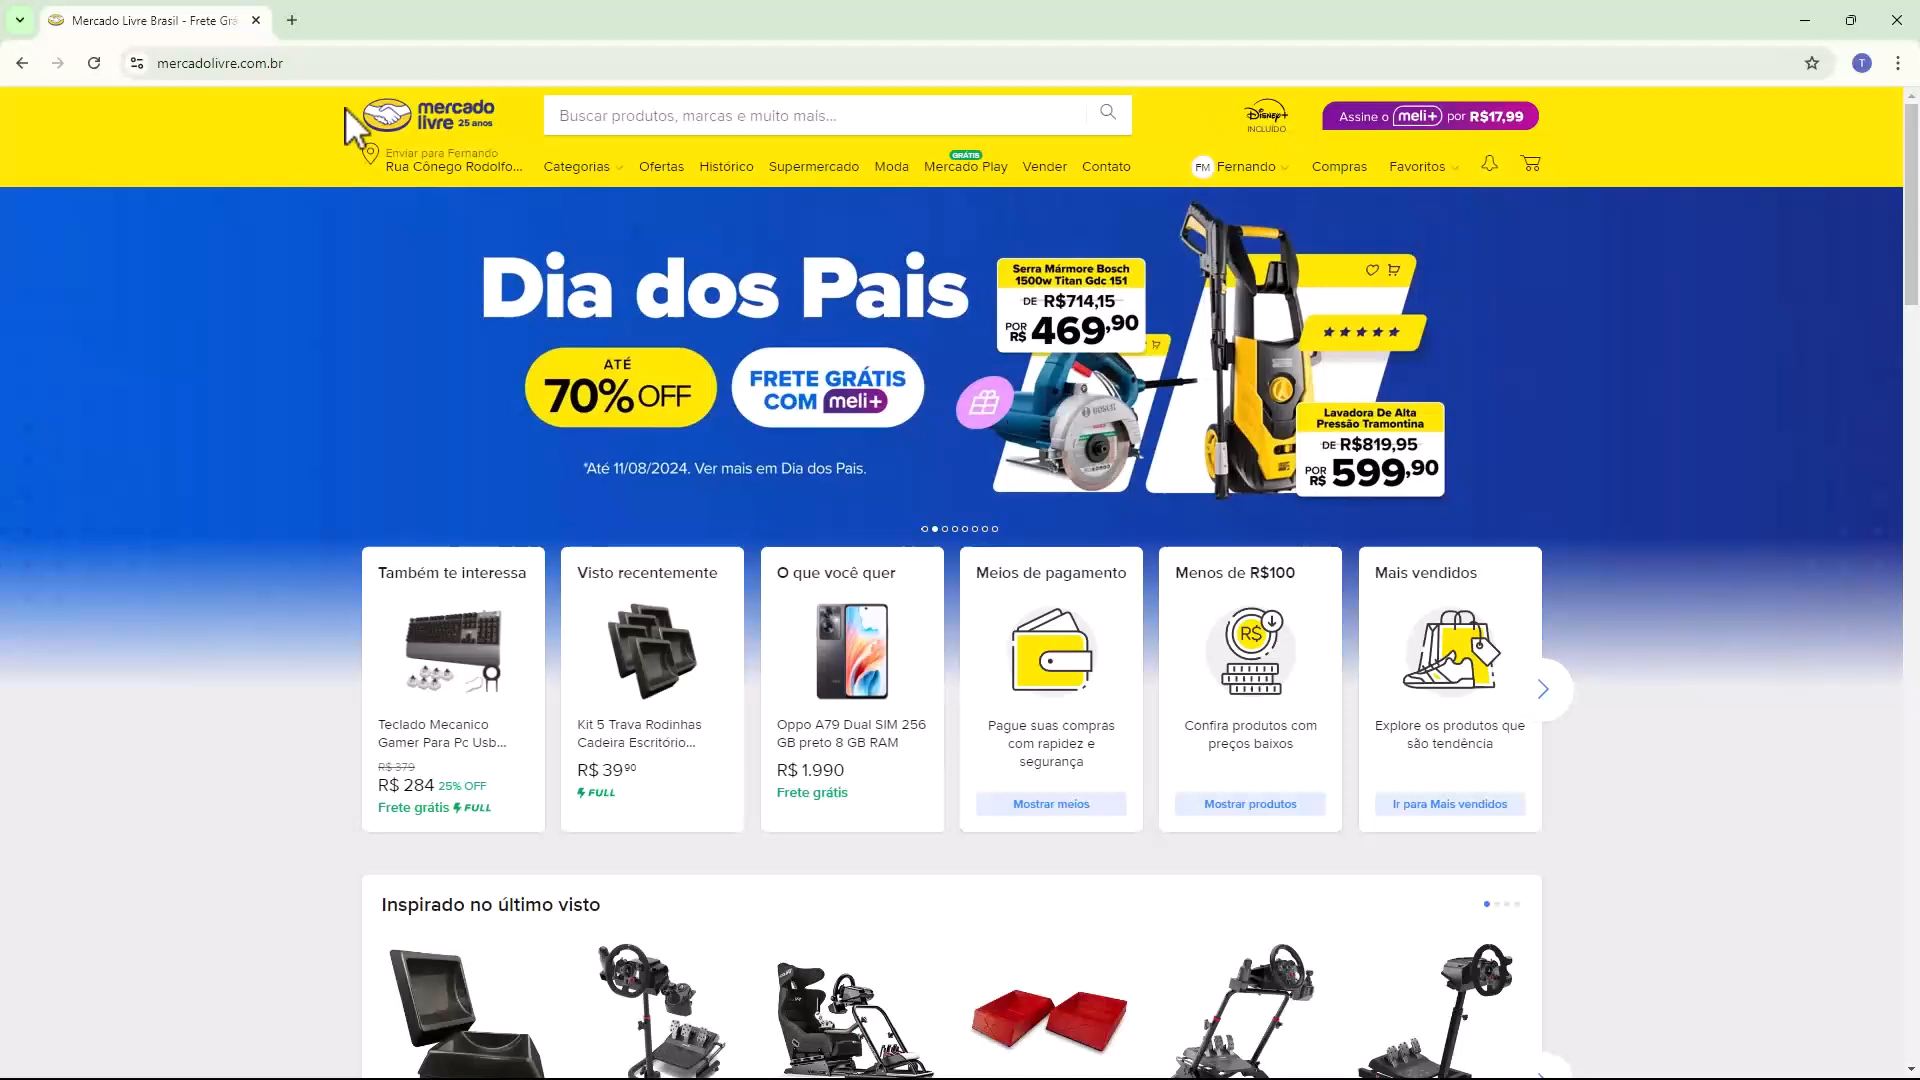 Mercado Livre Brasil - Frete Grá
mercadolivre.com.br
T
mercado
livre 25 anos
Buscar produtos, marcas e muito mais...
Disney+
INCLUÍDO
Assine o meli+ por R$17,99
Enviar para Fernando
Rua Cônego Rodolfo...
Categorias
Ofertas
Histórico
Supermercado
Moda
GRÁTIS
Mercado Play
Vender
Contato
FM Fernando
Compras
Favoritos
Dia dos Pais
ATÉ
70% OFF
FRETE GRÁTIS
COM meli+
*Até 11/08/2024. Ver mais em Dia dos Pais.
Serra Mármore Bosch
1500w Titan Gdc 151
DE R$714,15
POR R$ 469,90
BOSCH
Lavadora De Alta
Pressão Tramontina
DE R$819,95
POR R$ 599,90
Também te interessa
Teclado Mecanico
Gamer Para Pc Usb...
R$ 379
R$ 284 25% OFF
Frete grátis FULL
Visto recentemente
Kit 5 Trava Rodinhas
Cadeira Escritório...
R$ 39 90
FULL
O que você quer
Oppo A79 Dual SIM 256
GB preto 8 GB RAM
R$ 1.990
Frete grátis
Meios de pagamento
Pague suas compras
com rapidez e
segurança
Mostrar meios
Menos de R$100
R$
Confira produtos com
preços baixos
Mostrar produtos
Mais vendidos
Explore os produtos que
são tendência
Ir para Mais vendidos
Inspirado no último visto